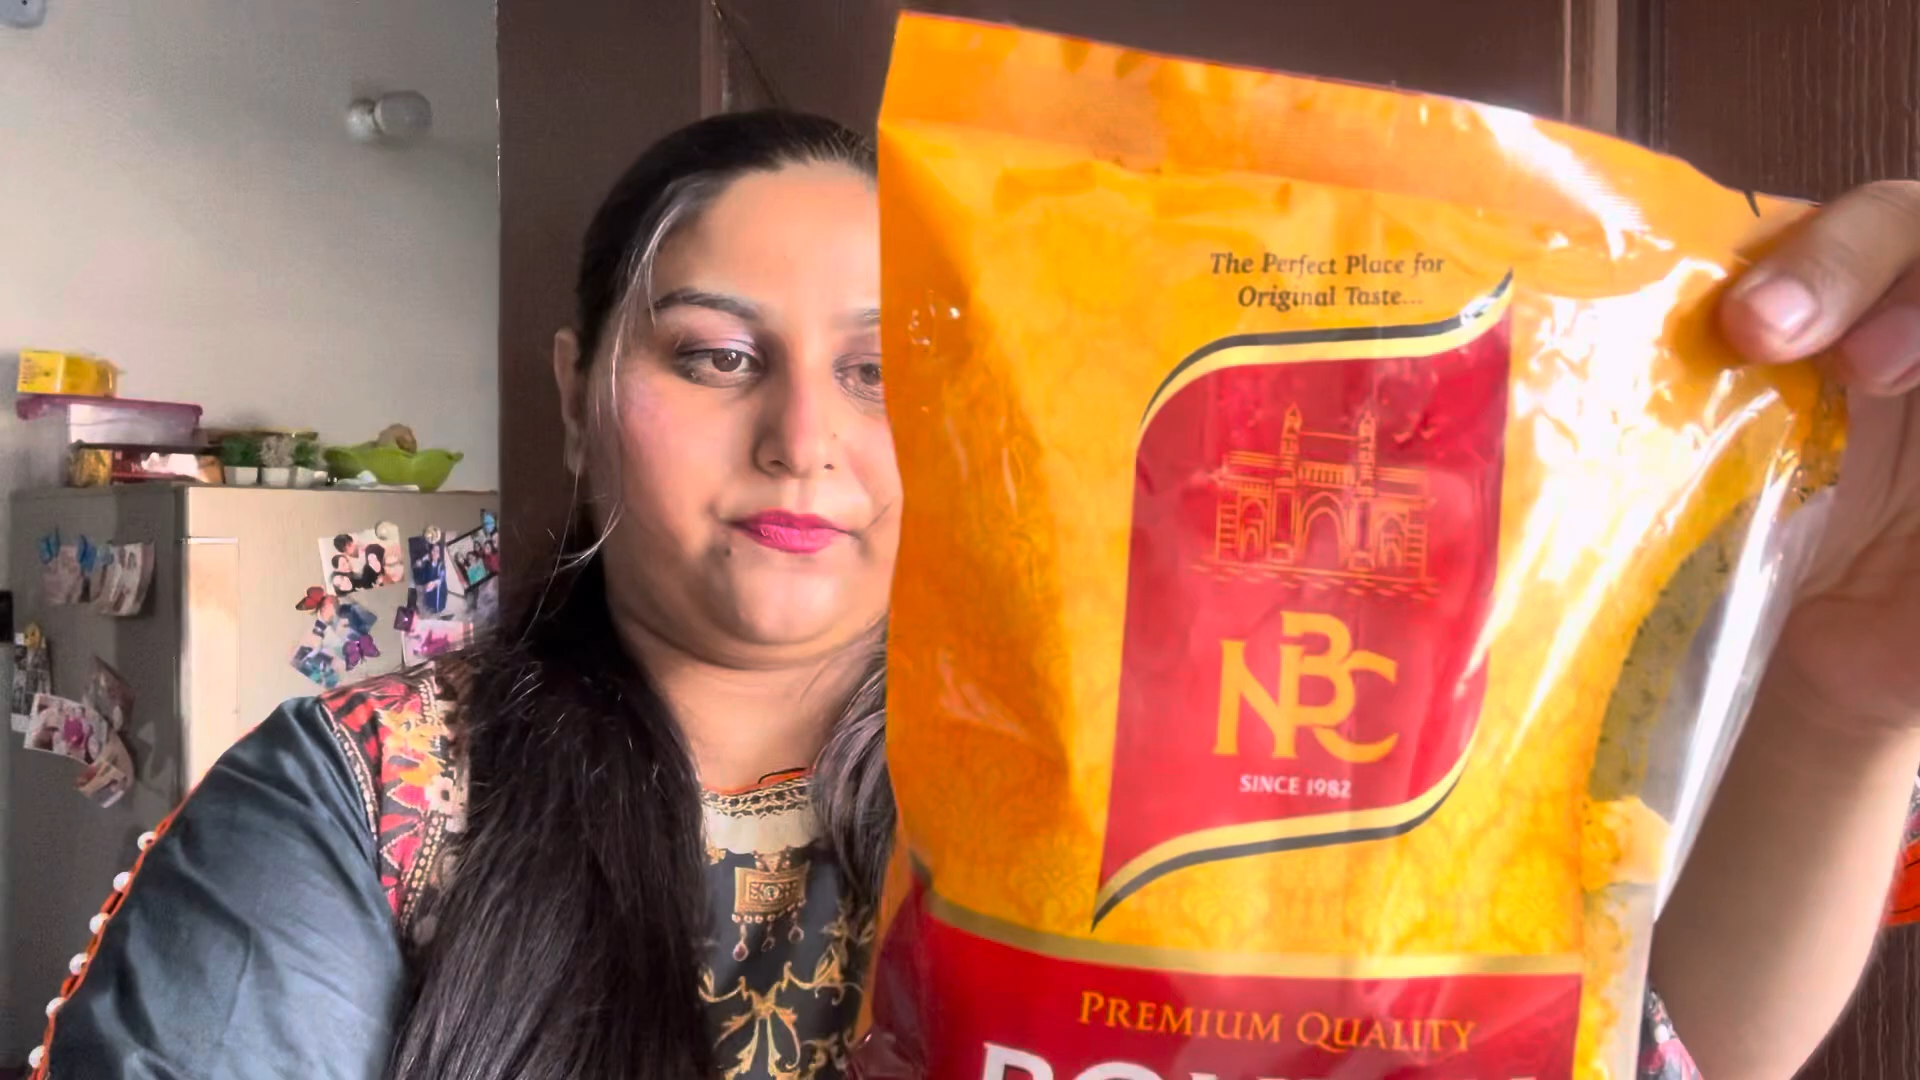 The Perfect Place for
Original Taste...
NBC
SINCE 1982
PREMIUM QUALITY